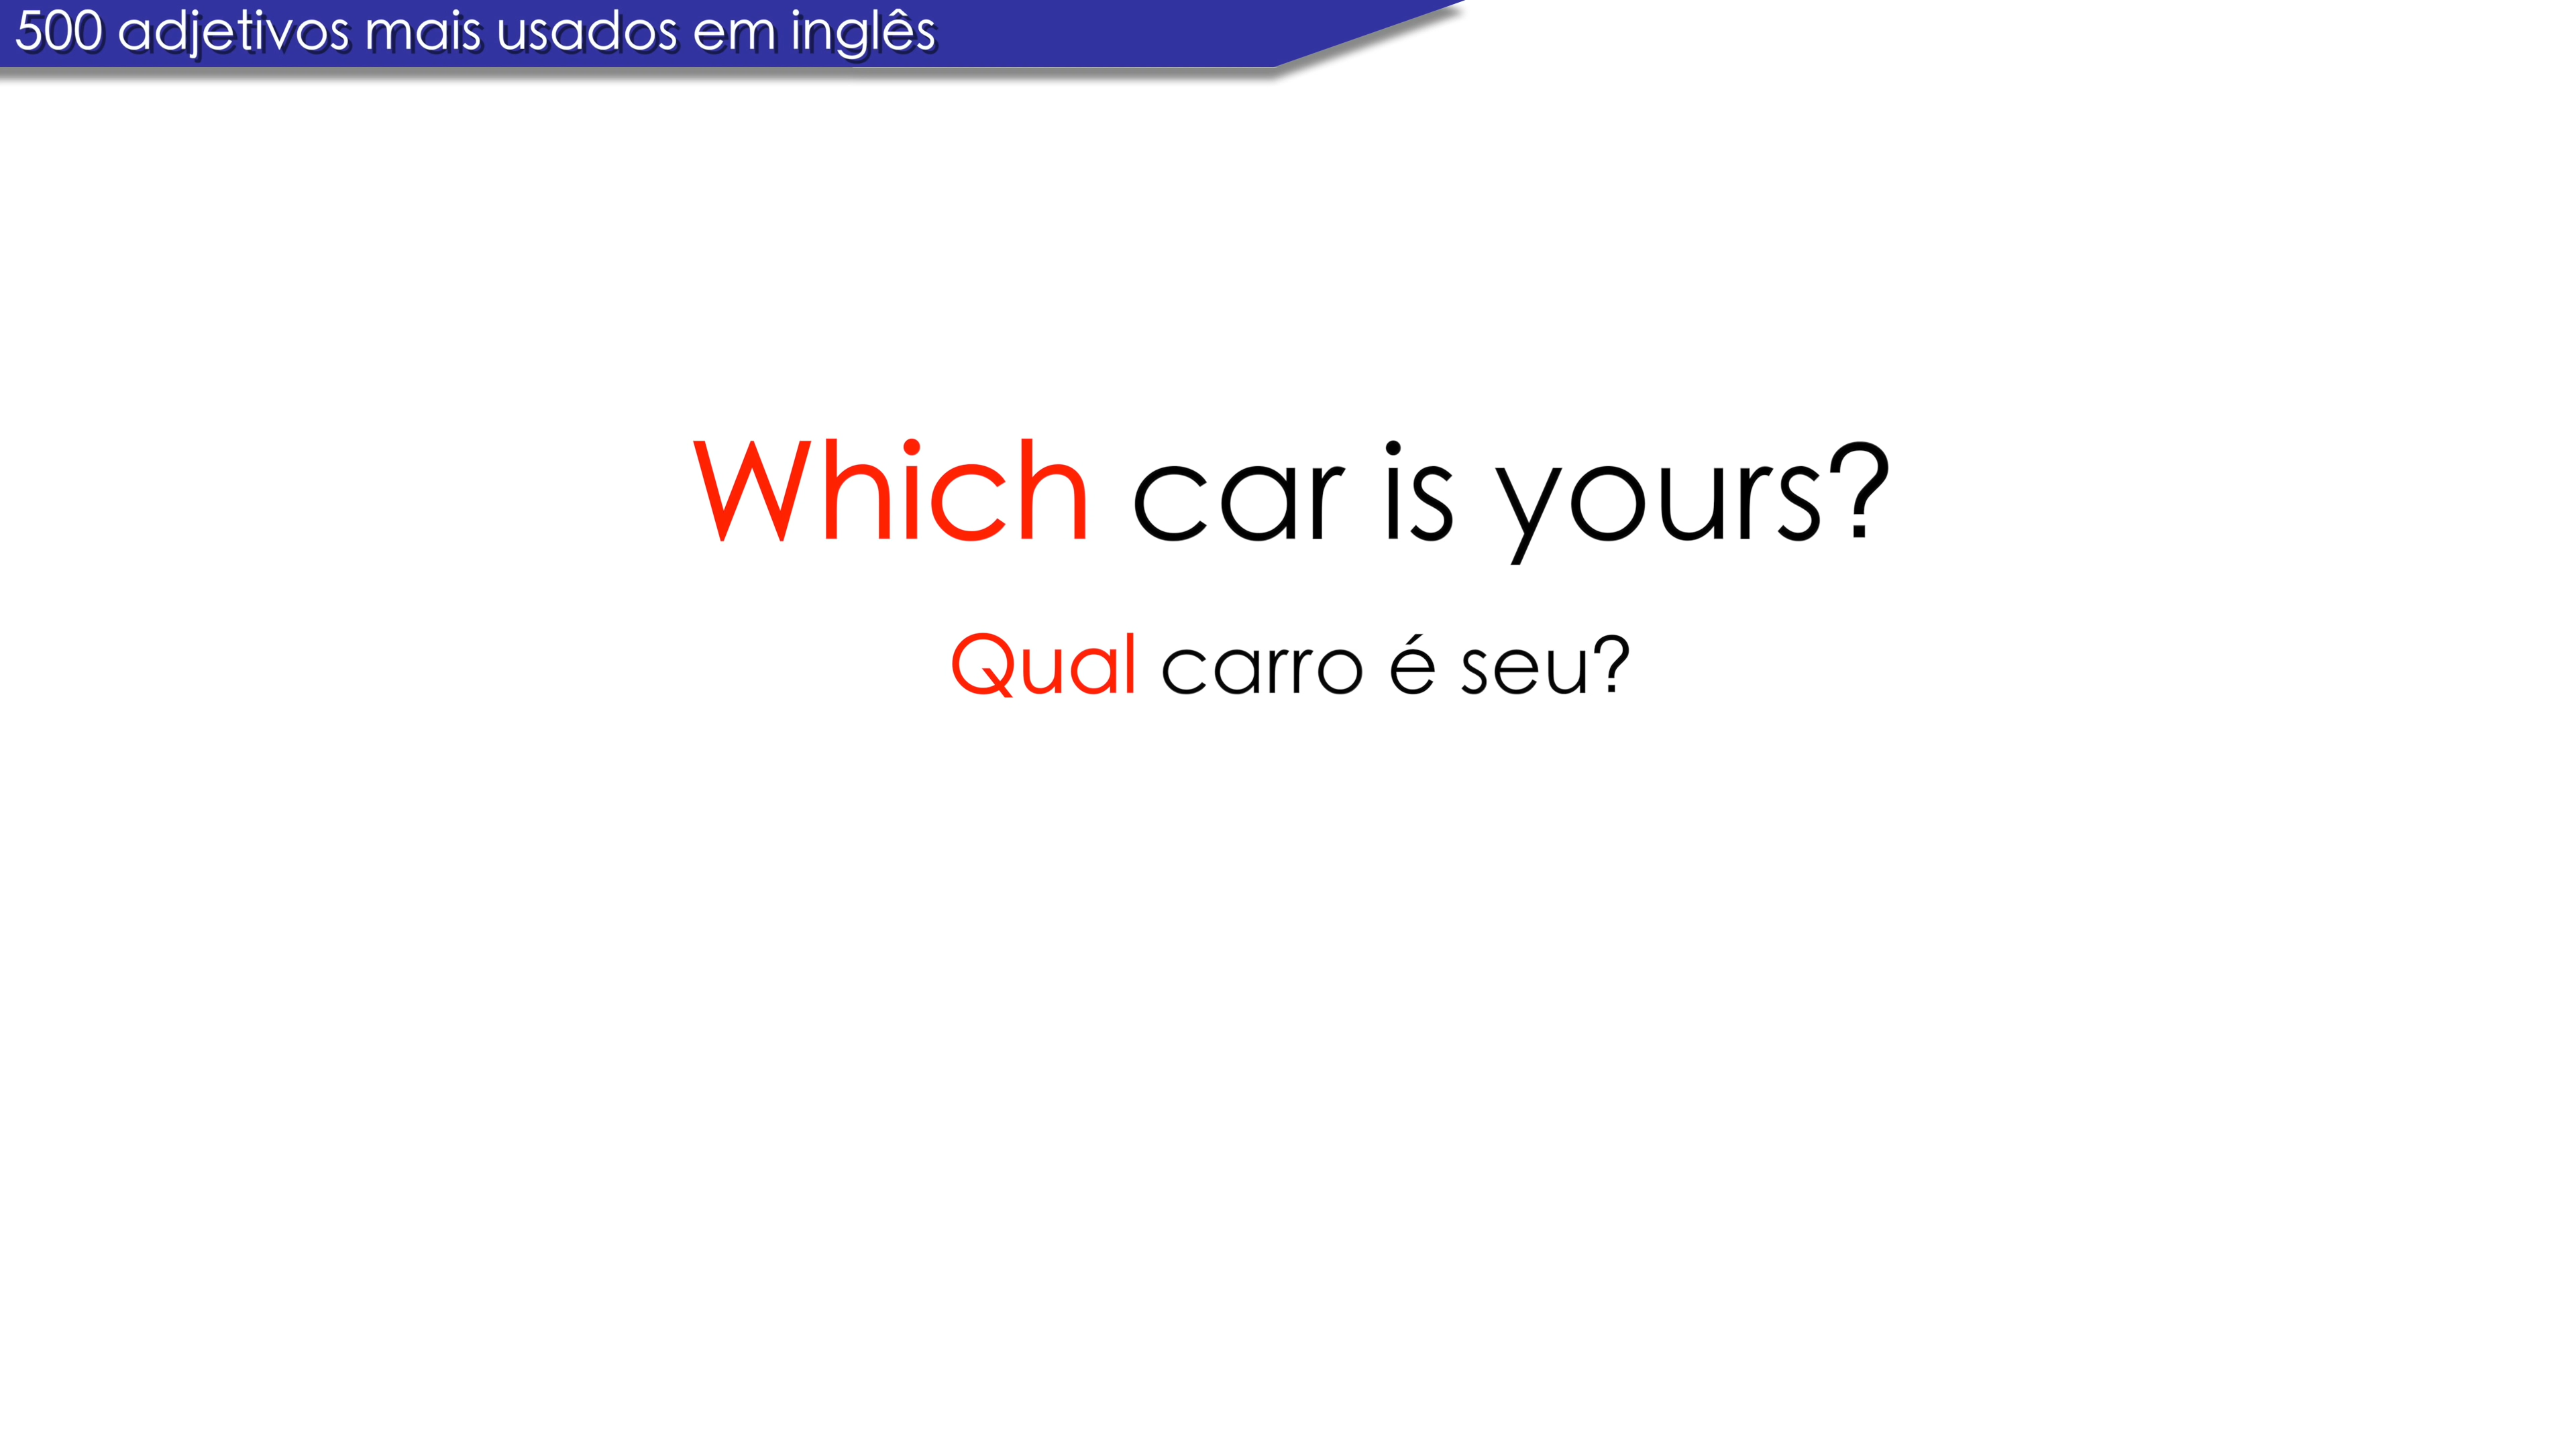 500 adjetivos mais usados em inglês
Which car is yours?
Qual carro é seu?